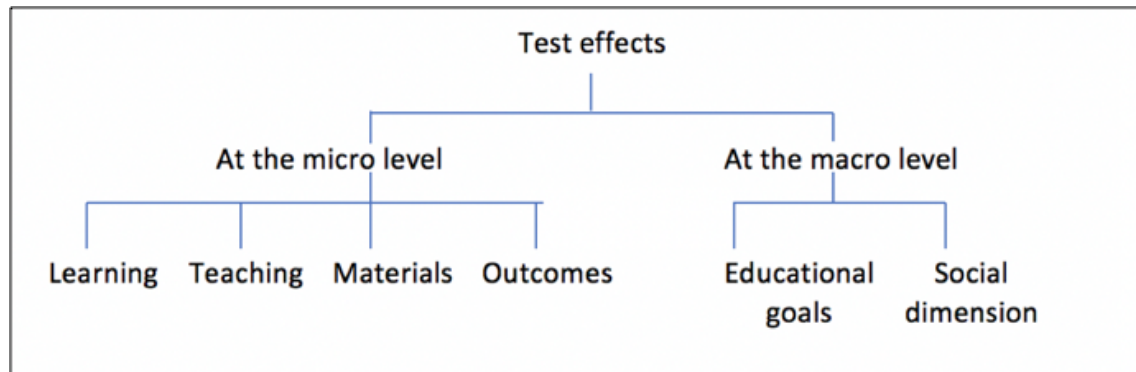 Test effects
At the micro level
At the macro level
Learning
Teaching
Materials
Outcomes
Educational
goals
Social
dimension